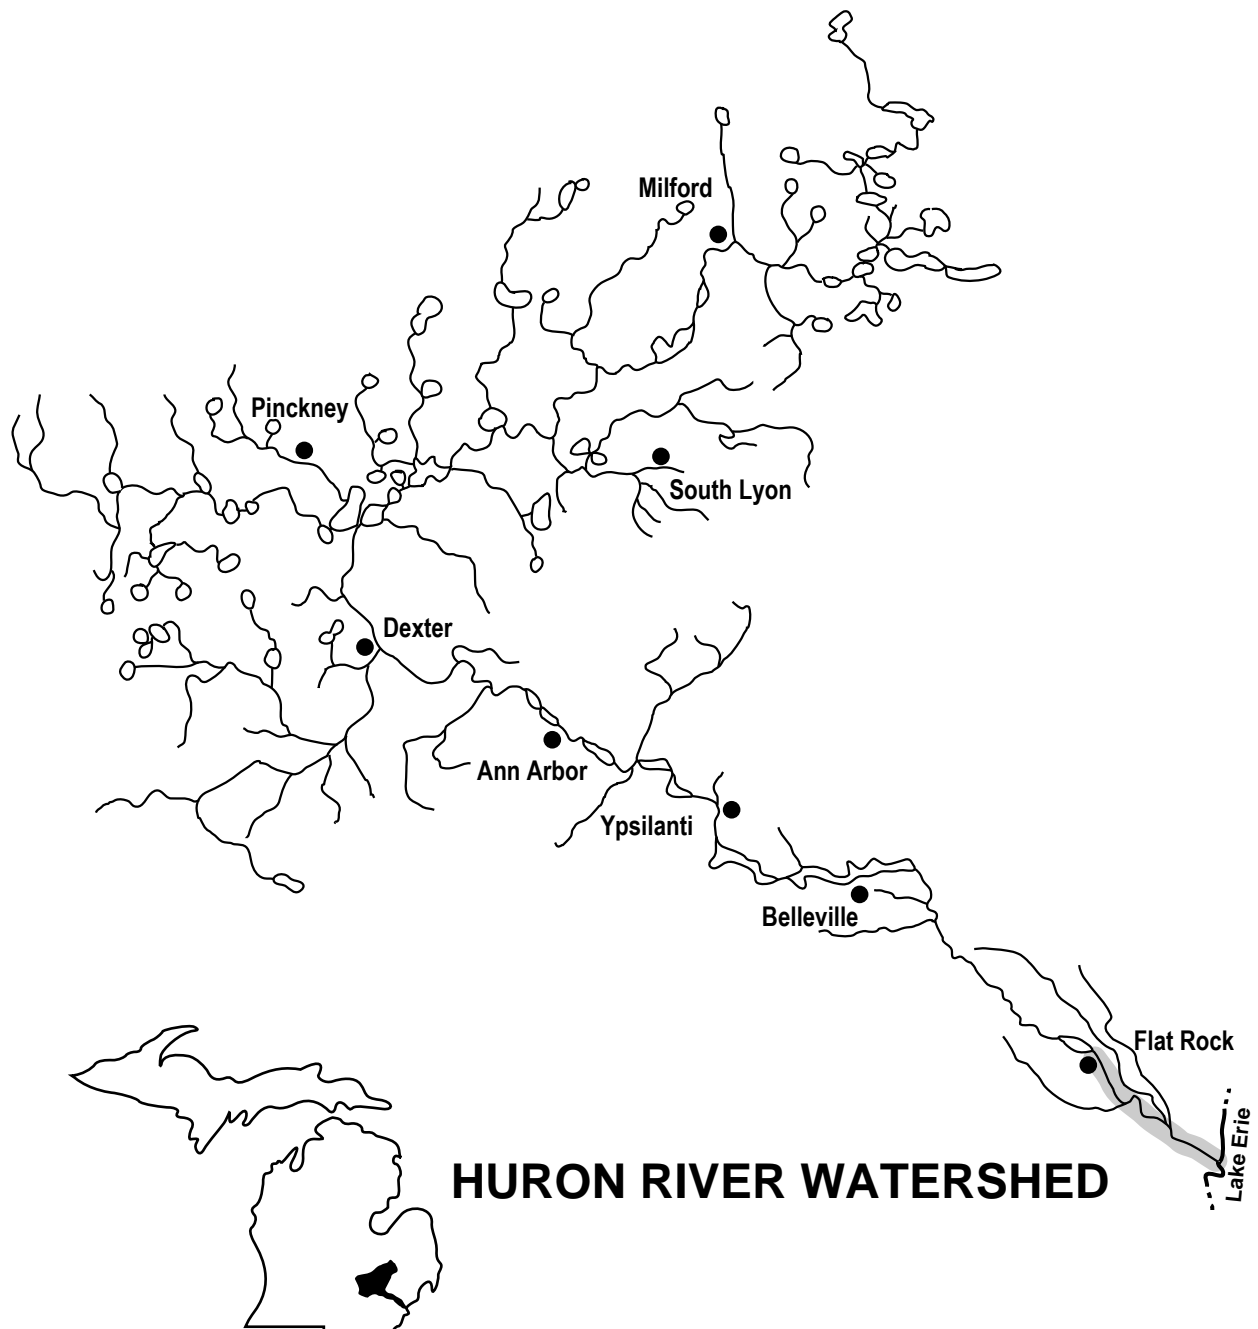 Milford
Pinckney
South Lyon
Dexter
Ann Arbor
Ypsilanti
Belleville
Flat Rock
Lake Erie
HURON RIVER WATERSHED